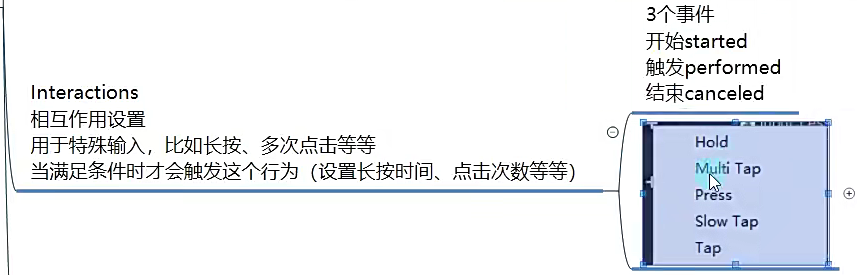 3个事件
开始started
触发performed
结束canceled
Interactions
相互作用设置
用于特殊输入，比如长按、多次点击等等
当满足条件时才会触发这个行为（设置长按时间、点击次数等等）
Hold
Multi Tap
Press
Slow Tap
Tap